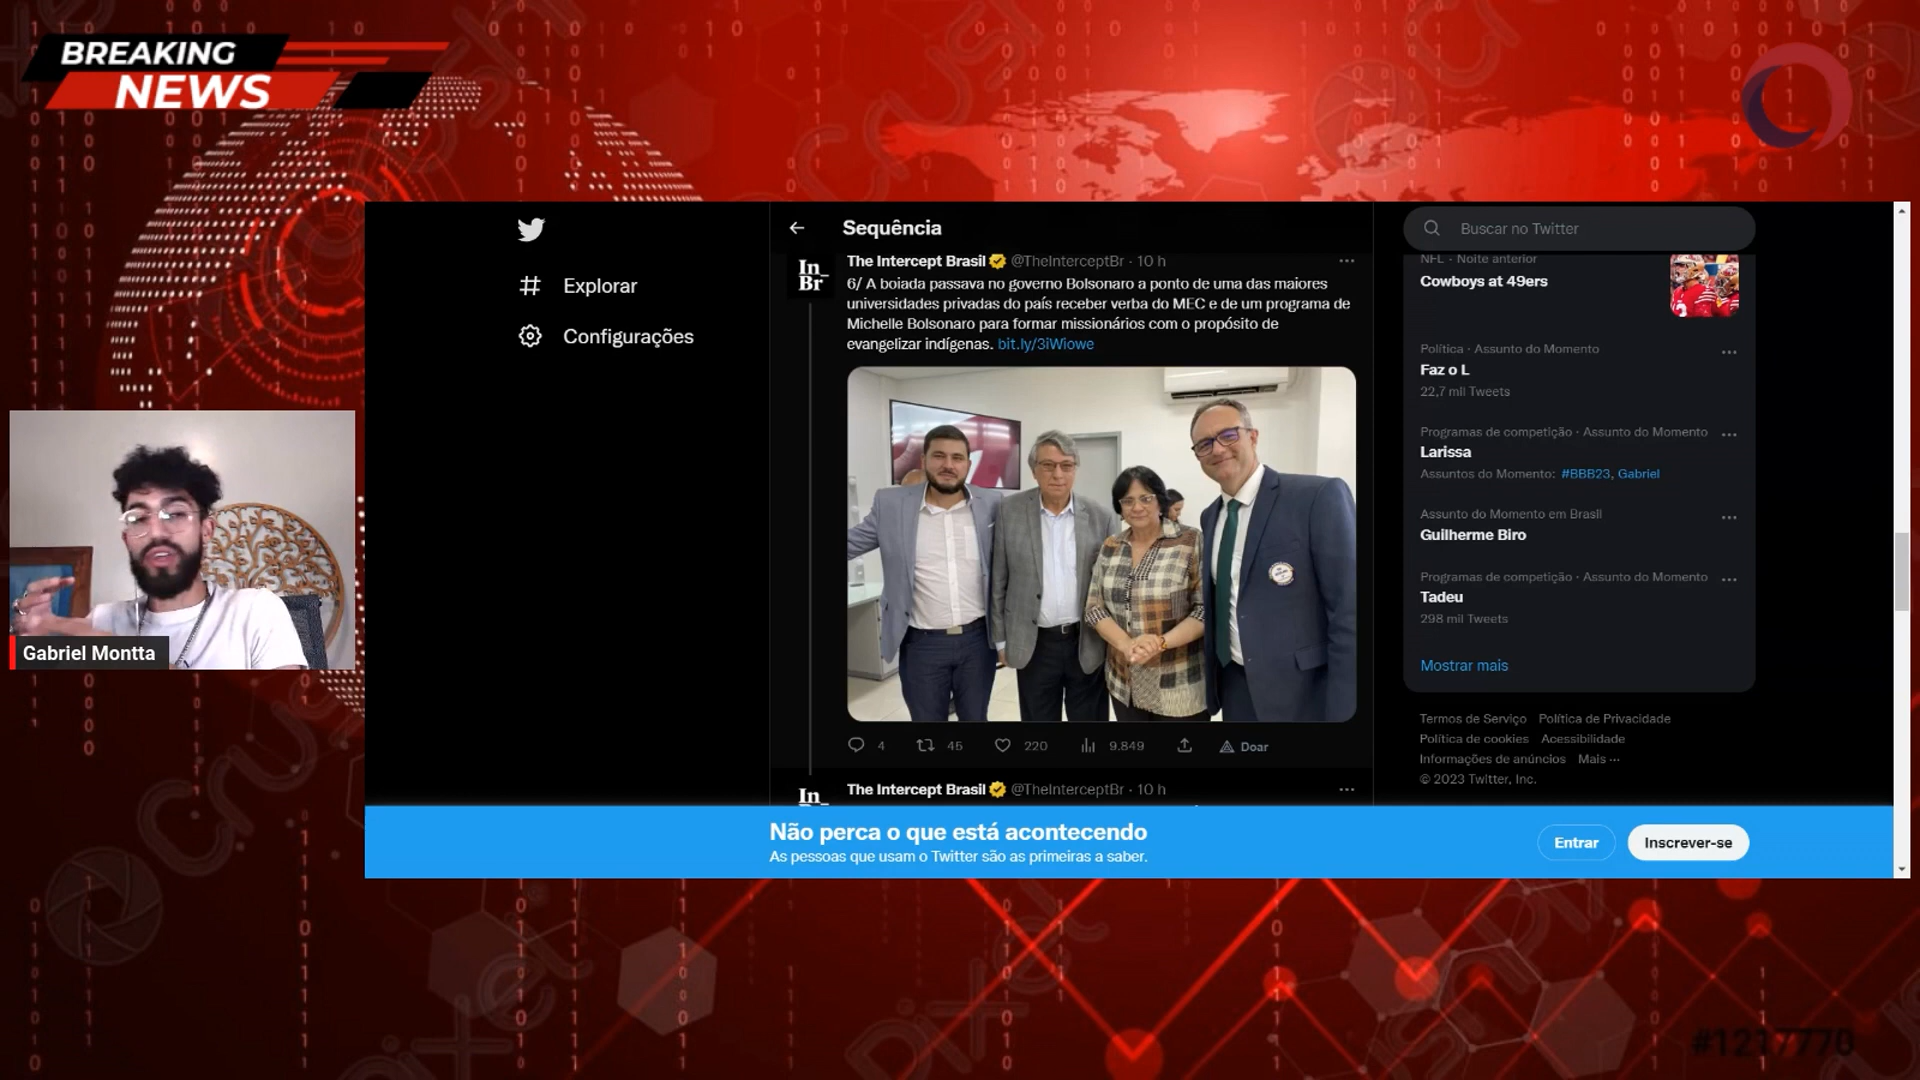 BREAKING
NEWS
Sequência
Buscar no Twitter
Explorar
Configurações
In_
Br
The Intercept Brasil @TheInterceptBr · 10 h
6/ A boiada passava no governo Bolsonaro a ponto de uma das maiores
universidades privadas do país receber verba do MEC e de um programa de
Michelle Bolsonaro para formar missionários com o propósito de
evangelizar indígenas. bit.ly/3iWiowe
4 45 220 9.849 Doar
In_
The Intercept Brasil @TheInterceptBr · 10 h
NFL · Noite anterior
Cowboys at 49ers
Política · Assunto do Momento
Faz o L
22,7 mil Tweets
Programas de competição · Assunto do Momento
Larissa
Assuntos do Momento: #BBB23, Gabriel
Assunto do Momento em Brasil
Guilherme Biro
Programas de competição · Assunto do Momento
Tadeu
298 mil Tweets
Mostrar mais
Termos de Serviço Política de Privacidade
Política de cookies Acessibilidade
Informações de anúncios Mais ···
© 2023 Twitter, Inc.
Gabriel Montta
Não perca o que está acontecendo
As pessoas que usam o Twitter são as primeiras a saber.
Entrar
Inscrever-se
#1217770